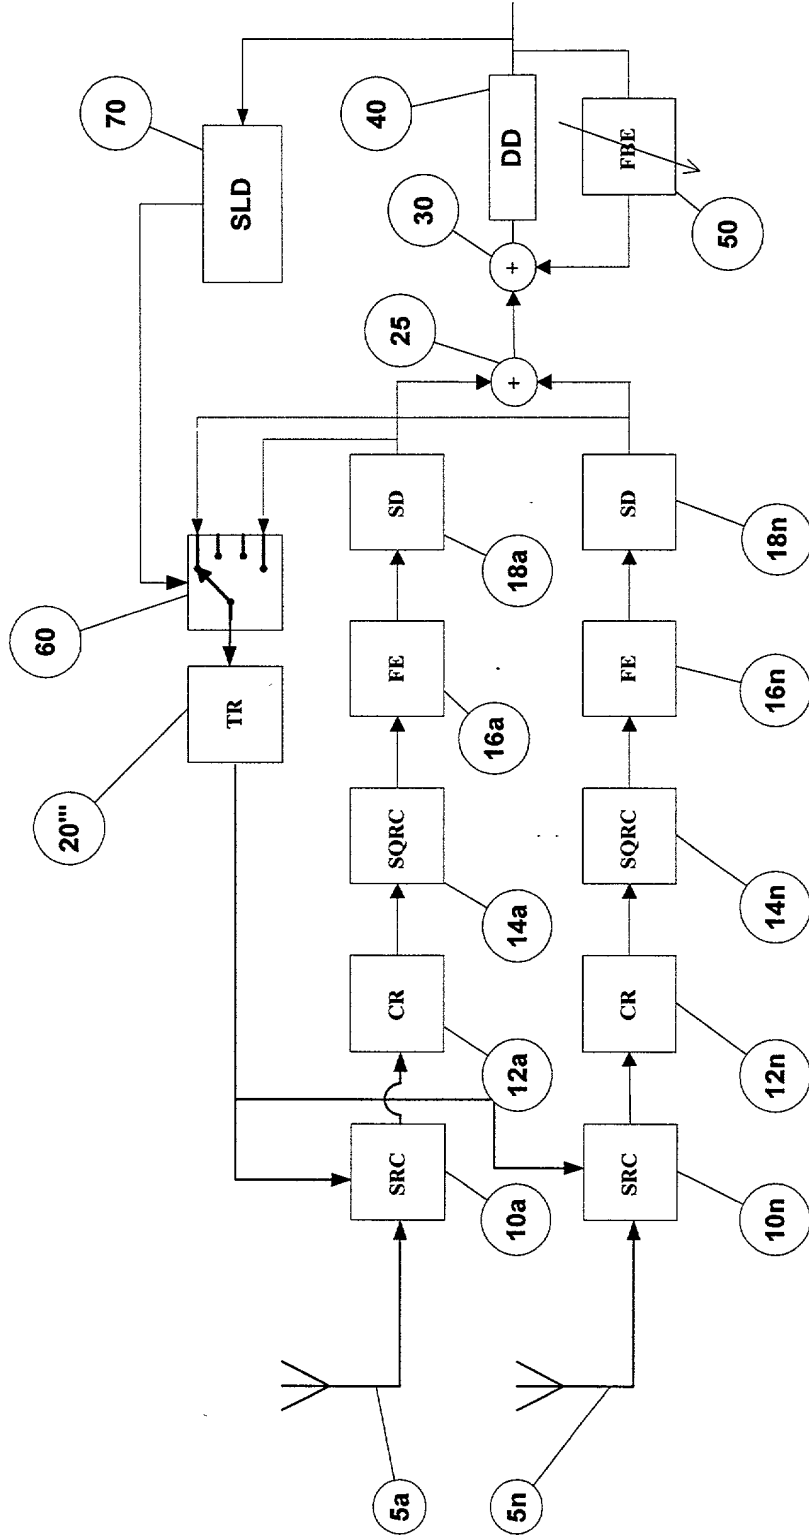 70
SLD
40
DD
FBE
50
30
25
60
TR
20'''
SD
18a
FE
16a
SQRC
14a
CR
12a
SRC
10a
5a
SD
18n
FE
16n
SQRC
14n
CR
12n
SRC
10n
5n
+
+